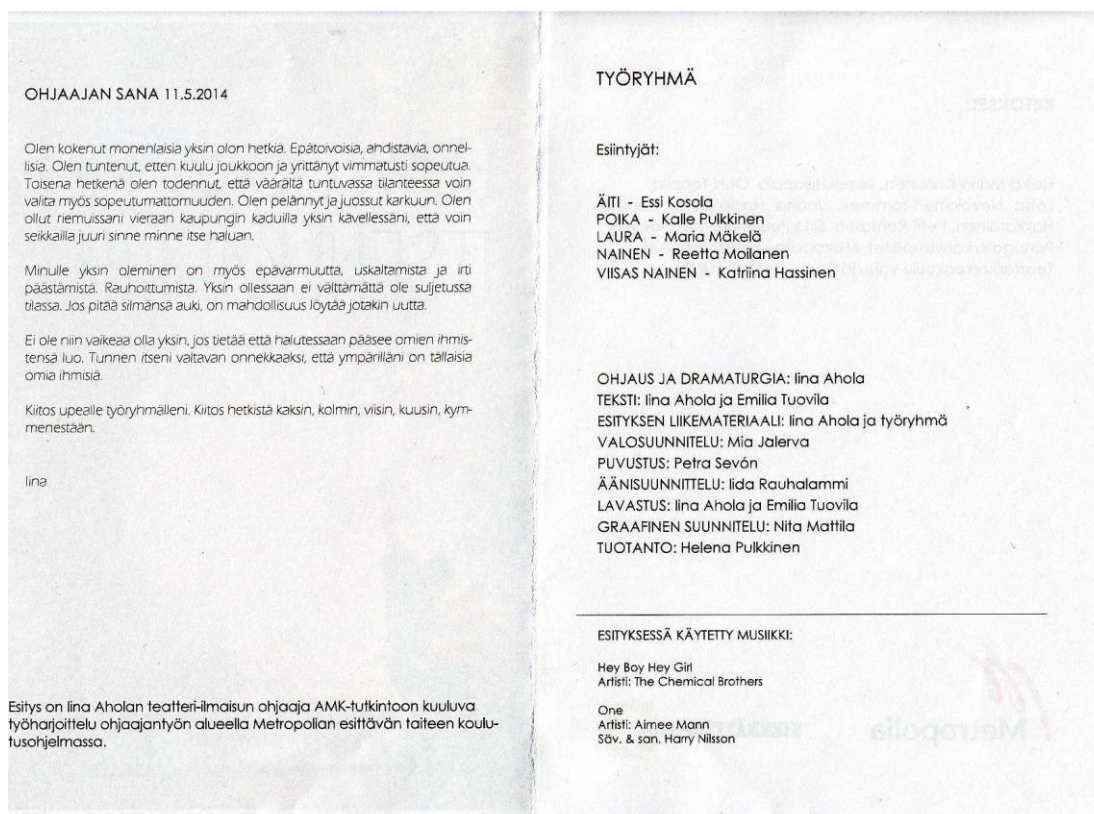 OHJAAJAN SANA 11.5.2014
Olen kokenut monenlaisia yksin olon hetkiä. Epätoivoisia, ahdistavia, onnel-
lisia. Olen tuntenut, etten kuulu joukkoon ja yrittänyt vimmatusti sopeutua.
Toisena hetkenä olen todennut, että väärältä tuntuvassa tilanteessa voin
valita myös sopeutumattomuuden. Olen pelännyt ja juossut karkuun. Olen
ollut riemuissani vieraan kaupungin kaduilla yksin kävellessäni, että voin
seikkailla juuri sinne minne itse haluan.
Minulle yksin oleminen on myös epävarmuutta, uskaltamista ja irti
päästämistä. Rauhoittumista. Yksin ollessaan ei välttämättä ole suljetussa
tilassa. Jos pitää silmänsä auki, on mahdollisuus löytää jotakin uutta.
Ei ole niin vaikeaa olla yksin, jos tietää että halutessaan pääsee omien ihmis-
tensä luo. Tunnen itseni valtavan onnekkaaksi, että ympärilläni on tällaisia
omia ihmisiä.
Kiitos upealle työryhmälleni. Kiitos hetkistä kaksin, kolmin, viisin, kuusin, kym-
menestään.
Iina
Esitys on Iina Aholan teatteri-ilmaisun ohjaaja AMK-tutkintoon kuuluva
työharjoittelu ohjaajantyön alueella Metropolian esittävän taiteen koulu-
tusohjelmassa.
TYÖRYHMÄ
Esiintyjät:
ÄITI - Essi Kosola
POIKA - Kalle Pulkkinen
LAURA - Maria Mäkelä
NAINEN - Reetta Moilanen
VIISAS NAINEN - Katriina Hassinen
OHJAUS JA DRAMATURGIA: Iina Ahola
TEKSTI: Iina Ahola ja Emilia Tuovila
ESITYKSEN LIIKEMATERIAALI: Iina Ahola ja työryhmä
VALOSUUNNITELU: Mia Jalerva
PUVUSTUS: Petra Sevón
ÄÄNISUUNNITTELU: Iida Rauhalammi
LAVASTUS: Iina Ahola ja Emilia Tuovila
GRAAFINEN SUUNNITELU: Nita Mattila
TUOTANTO: Helena Pulkkinen
ESITYKSESSÄ KÄYTETTY MUSIIKKI:
Hey Boy Hey Girl
Artisti: The Chemical Brothers
One
Artisti: Aimee Mann
Säv. & san. Harry Nilsson
KIITOKSET
Metropolia